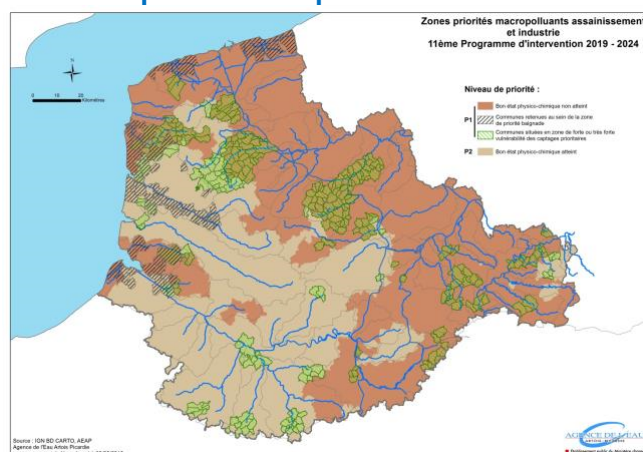 Zones priorités macropolluants assainissement
et industrie
11ème Programme d'intervention 2019 - 2024
N
0 10 20
Kilomètres
Niveau de priorité :
P1
Bon état physico-chimique non atteint
Communes retenues au sein de la zone
de priorité baignade
Communes situées en zone de forte ou très forte
vulnérabilité des captages prioritaires
P2 Bon état physico-chimique atteint
Source : IGN BD CARTO, AEAP
Agence de l'Eau Artois Picardie
AGENCE DE L'EAU
ARTOIS - PICARDIE